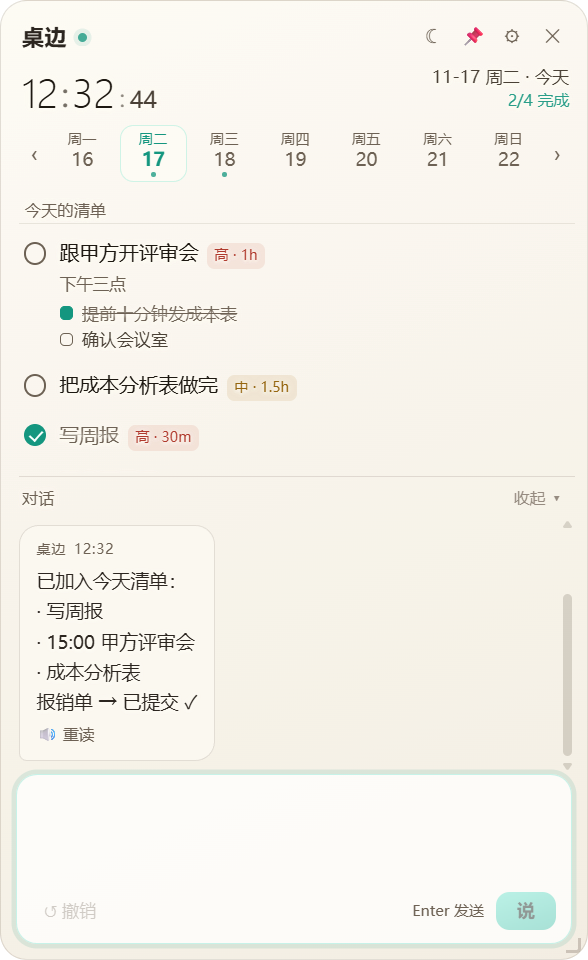 桌边
12:32:44
11-17 周二 · 今天
2/4 完成
周一 周二 周三 周四 周五 周六 周日
16 17 18 19 20 21 22
今天的清单
跟甲方开评审会 高 · 1h
下午三点
提前十分钟发成本表
确认会议室
把成本分析表做完 中 · 1.5h
写周报 高 · 30m
对话 收起
桌边 12:32
已加入今天清单：
· 写周报
· 15:00 甲方评审会
· 成本分析表
报销单 → 已提交 ✓
重读
撤销 Enter 发送 说